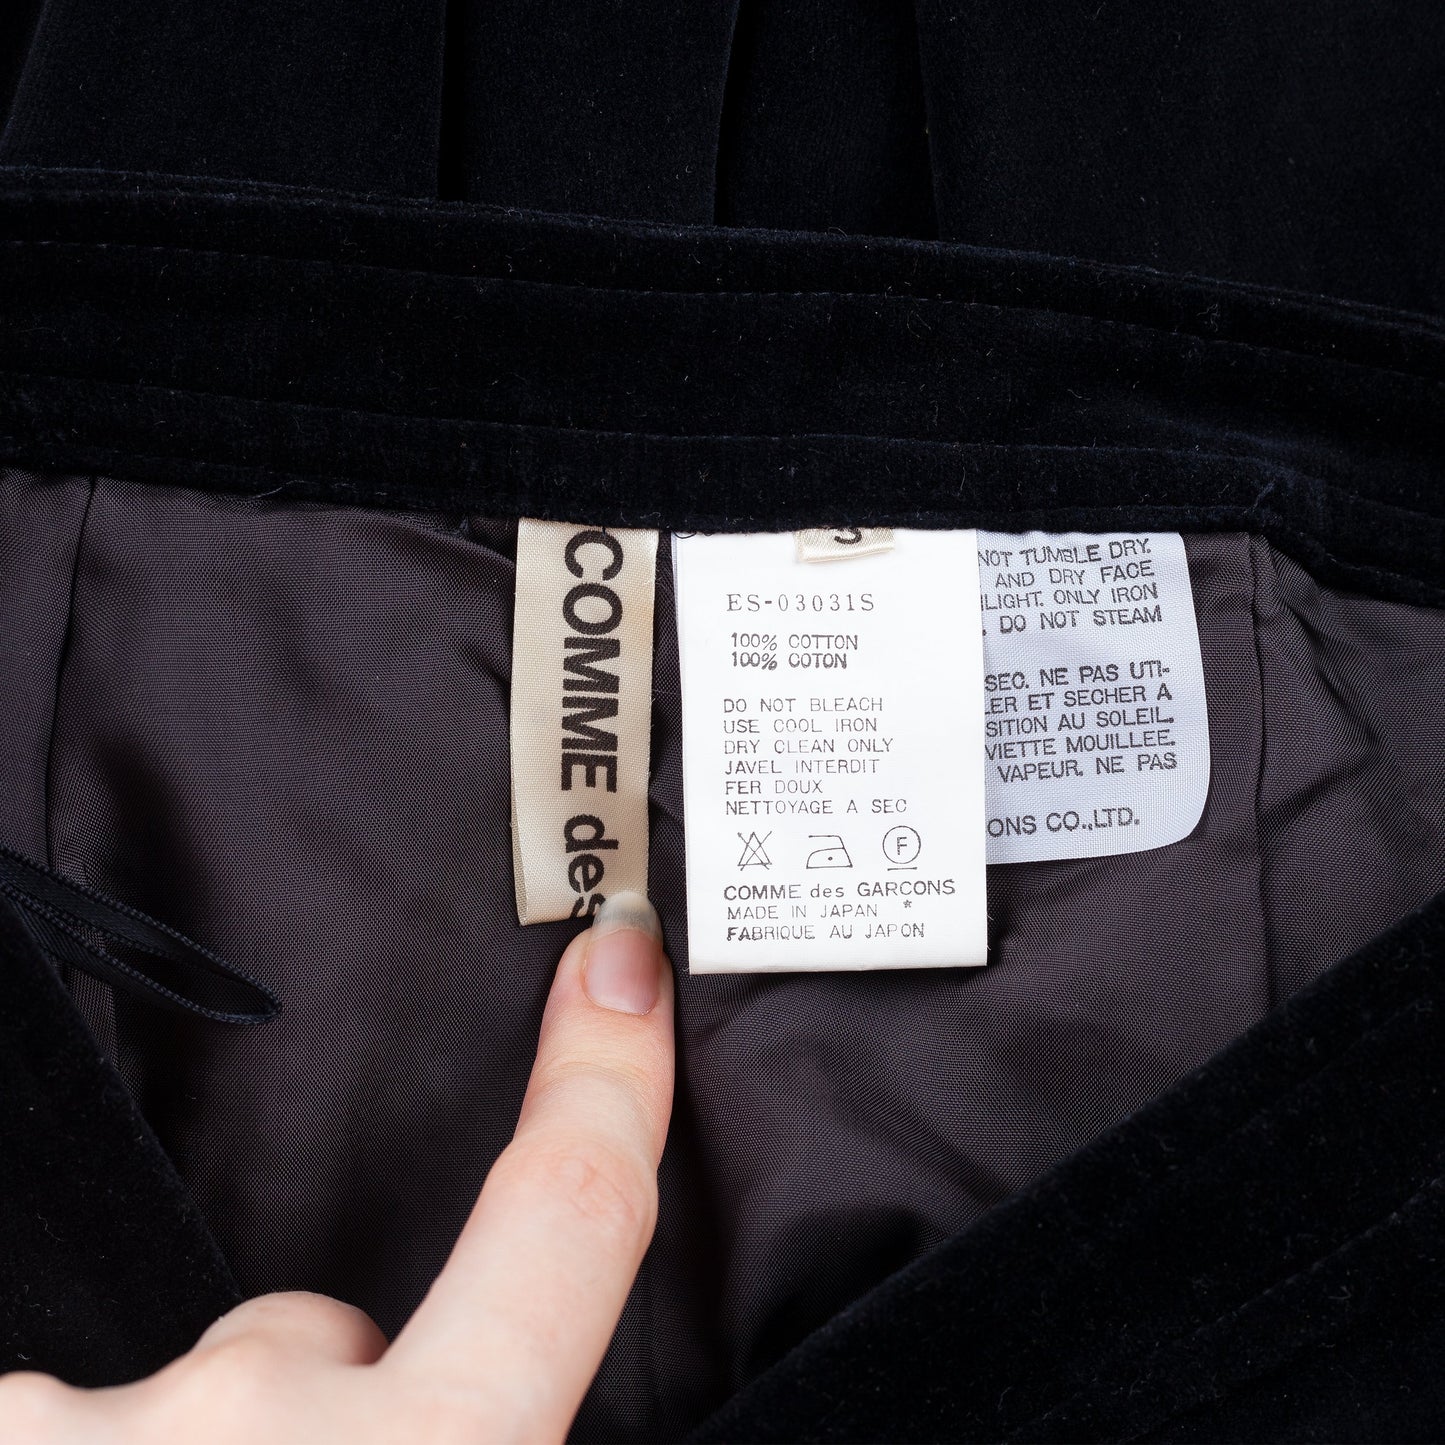 COMME des
S
ES-03031S
100% COTTON
100% COTON
DO NOT BLEACH
USE COOL IRON
DRY CLEAN ONLY
JAVEL INTERDIT
FER DOUX
NETTOYAGE A SEC
F
COMME des GARCONS
MADE IN JAPAN *
FABRIQUE AU JAPON
NOT TUMBLE DRY.
AND DRY FACE
LIGHT. ONLY IRON
. DO NOT STEAM
SEC. NE PAS UTI-
ER ET SECHER A
SITION AU SOLEIL.
VIETTE MOUILLEE.
VAPEUR. NE PAS
ONS CO.,LTD.